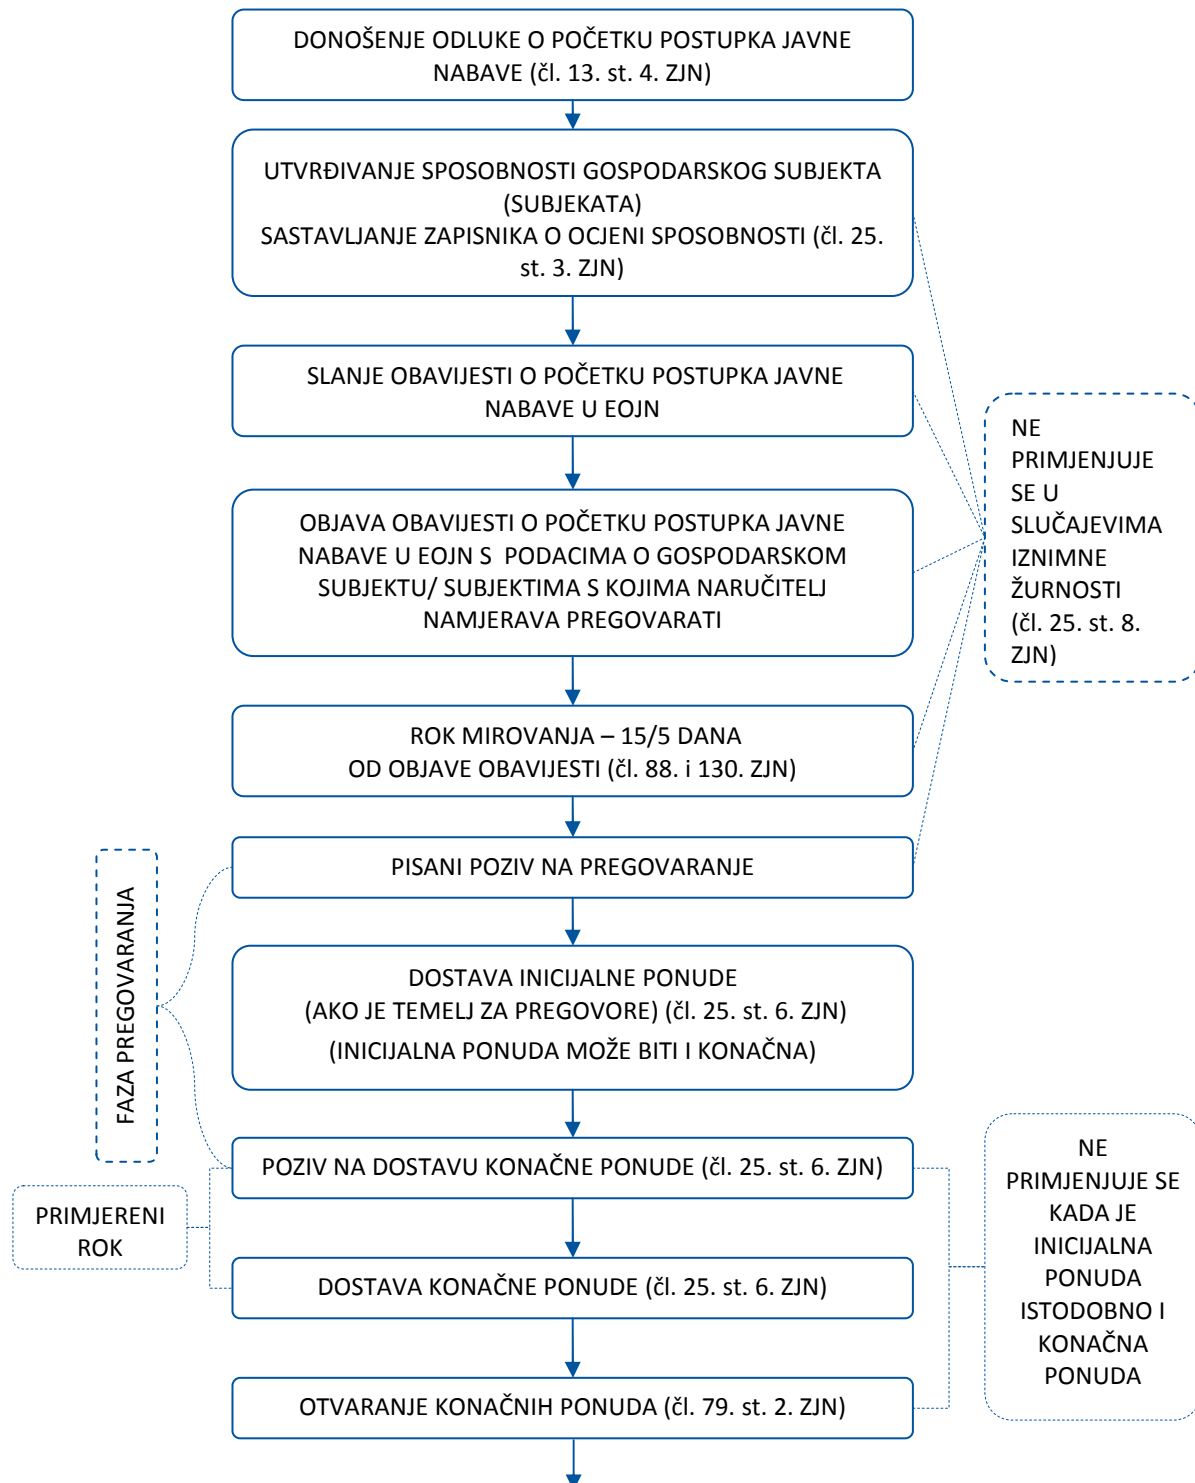 DONOŠENJE ODLUKE O POČETKU POSTUPKA JAVNE
NABAVE (čl. 13. st. 4. ZJN)
UTVRĐIVANJE SPOSOBNOSTI GOSPODARSKOG SUBJEKTA
(SUBJEKATA)
SASTAVLJANJE ZAPISNIKA O OCJENI SPOSOBNOSTI (čl. 25.
st. 3. ZJN)
SLANJE OBAVIJESTI O POČETKU POSTUPKA JAVNE
NABAVE U EOJN
OBJAVA OBAVIJESTI O POČETKU POSTUPKA JAVNE
NABAVE U EOJN S PODACIMA O GOSPODARSKOM
SUBJEKTU/ SUBJEKTIMA S KOJIMA NARUČITELJ
NAMJERAVA PREGOVARATI
NE
PRIMJENJUJE
SE U
SLUČAJEVIMA
IZNIMNE
ŽURNOSTI
(čl. 25. st. 8.
ZJN)
ROK MIROVANJA – 15/5 DANA
OD OBJAVE OBAVIJESTI (čl. 88. i 130. ZJN)
PISANI POZIV NA PREGOVARANJE
FAZA PREGOVARANJA
DOSTAVA INICIJALNE PONUDE
(AKO JE TEMELJ ZA PREGOVORE) (čl. 25. st. 6. ZJN)
(INICIJALNA PONUDA MOŽE BITI I KONAČNA)
POZIV NA DOSTAVU KONAČNE PONUDE (čl. 25. st. 6. ZJN)
PRIMJERENI
ROK
DOSTAVA KONAČNE PONUDE (čl. 25. st. 6. ZJN)
NE
PRIMJENJUJE SE
KADA JE
INICIJALNA
PONUDA
ISTODOBNO I
KONAČNA
PONUDA
OTVARANJE KONAČNIH PONUDA (čl. 79. st. 2. ZJN)